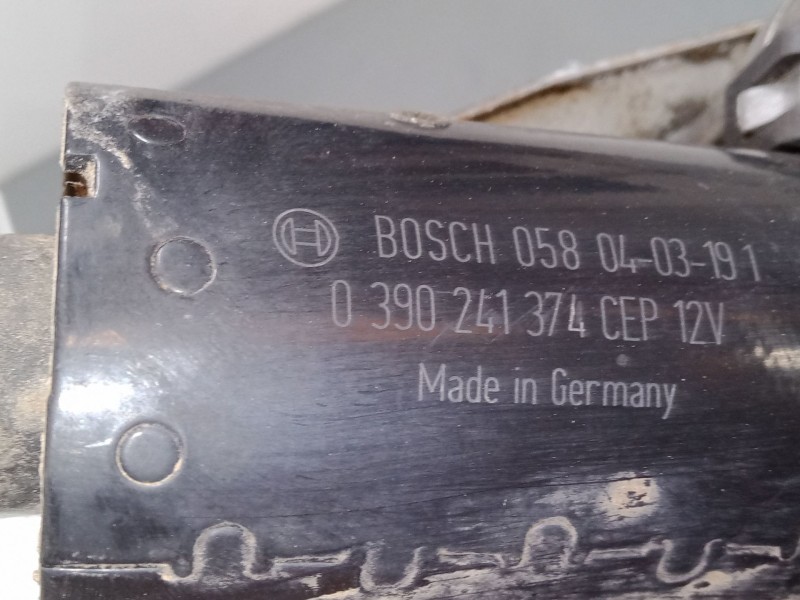 BOSCH 058 04-03-19 1
0 390 241 374 CEP 12V
Made in Germany